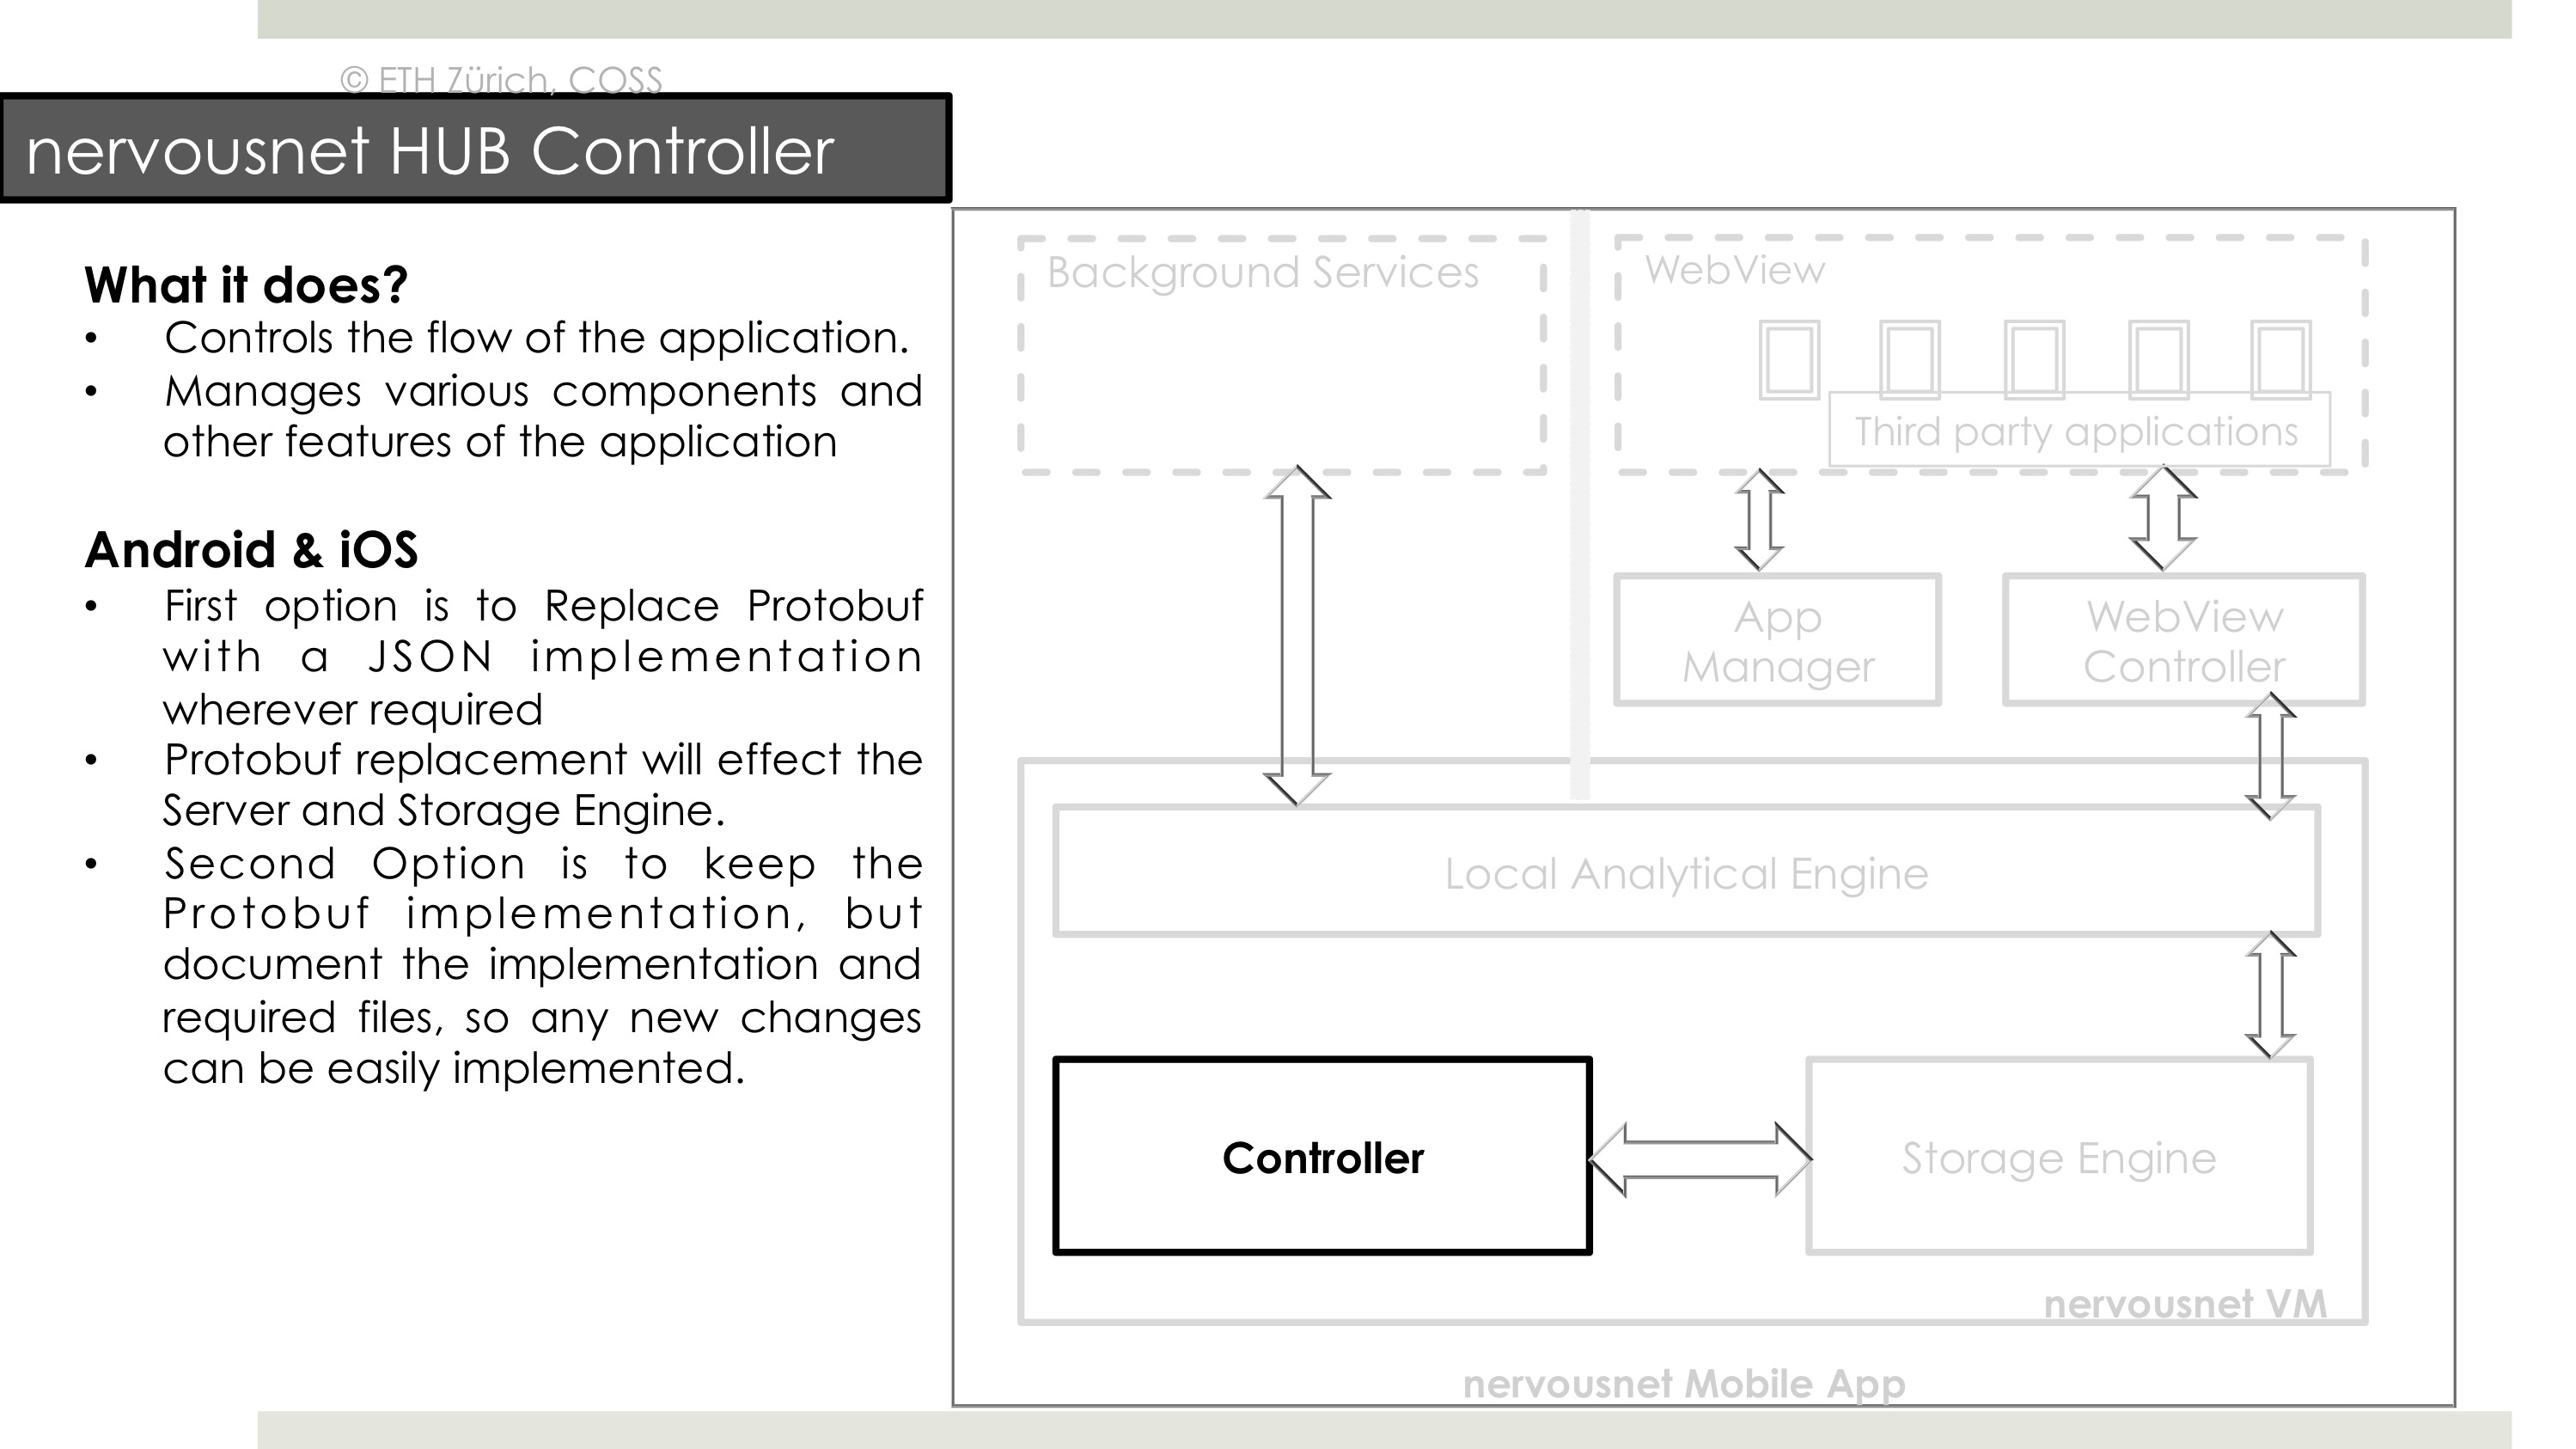 © ETH Zürich, COSS
nervousnet HUB Controller
What it does?
• Controls the flow of the application.
• Manages various components and
other features of the application
Android & iOS
• First option is to Replace Protobuf
with a JSON implementation
wherever required
• Protobuf replacement will effect the
Server and Storage Engine.
• Second Option is to keep the
Protobuf implementation, but
document the implementation and
required files, so any new changes
can be easily implemented.
Background Services
WebView
Third party applications
App
Manager
WebView
Controller
Local Analytical Engine
Controller
Storage Engine
nervousnet VM
nervousnet Mobile App